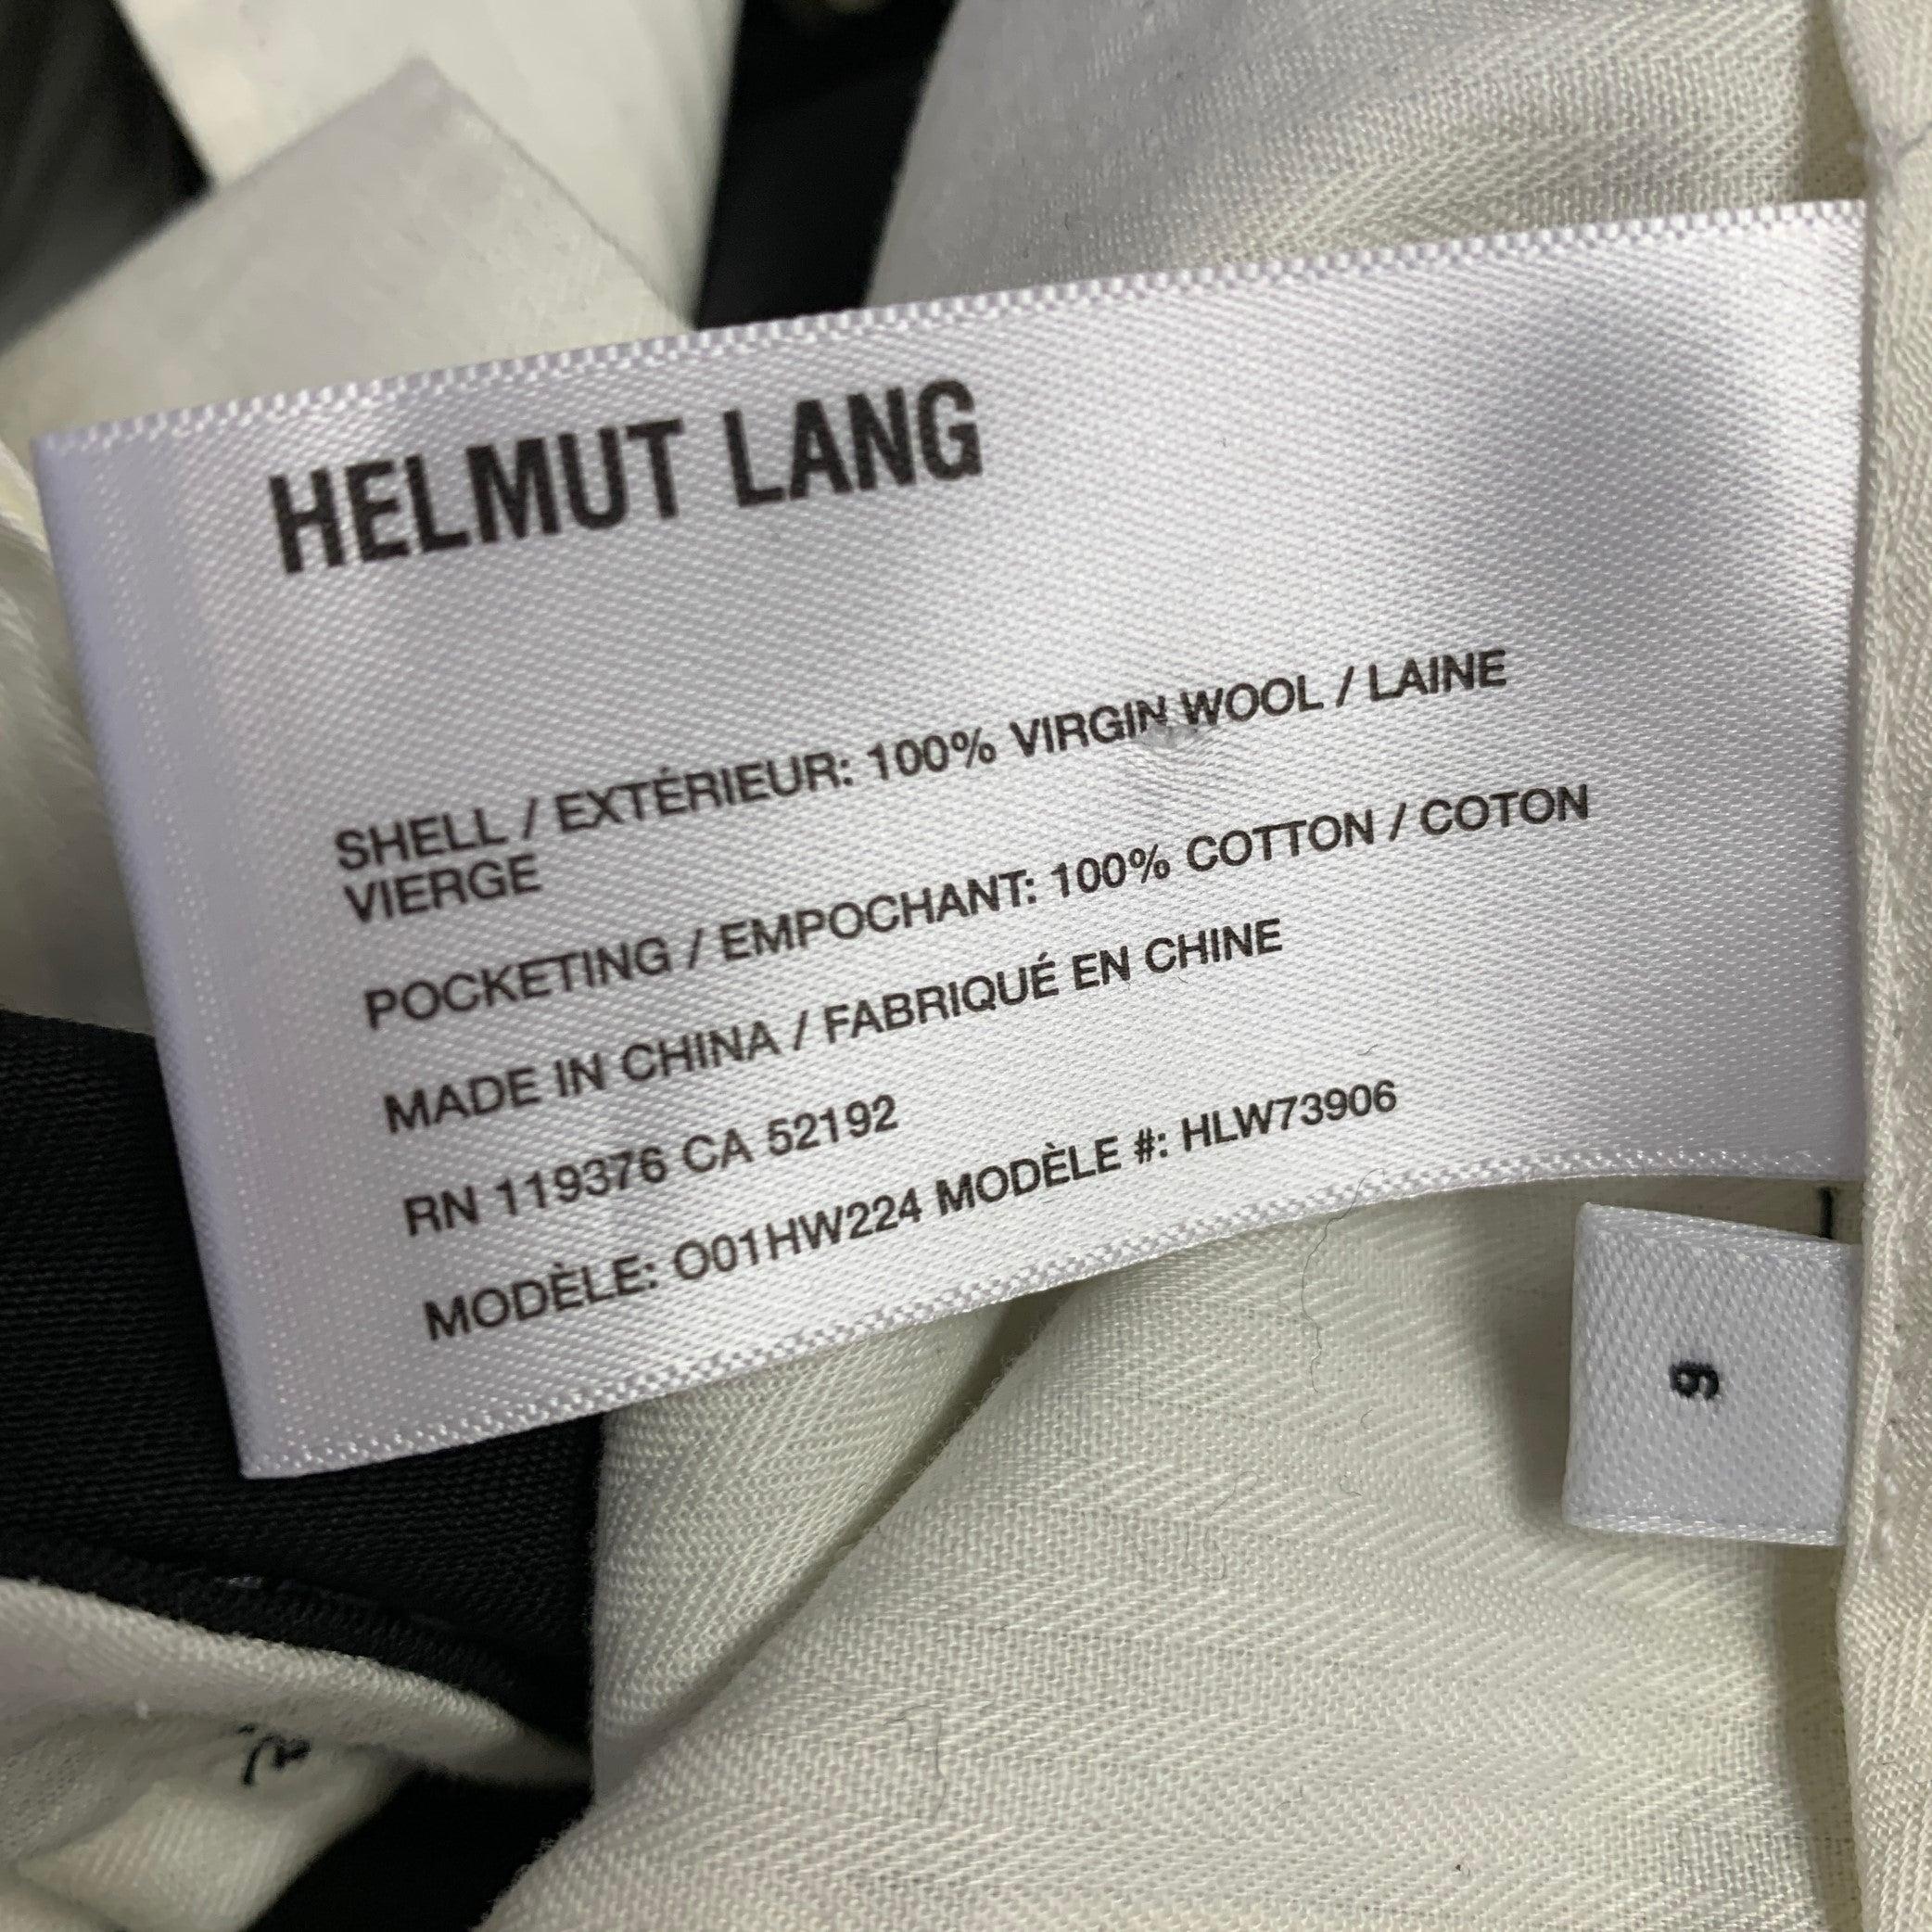 HELMUT LANG
SHELL / EXTÉRIEUR: 100% VIRGIN WOOL / LAINE
VIERGE
POCKETING / EMPOCHANT: 100% COTTON / COTON
MADE IN CHINA / FABRIQUÉ EN CHINE
RN 119376 CA 52192
MODÈLE: O01HW224 MODÈLE #: HLW73906